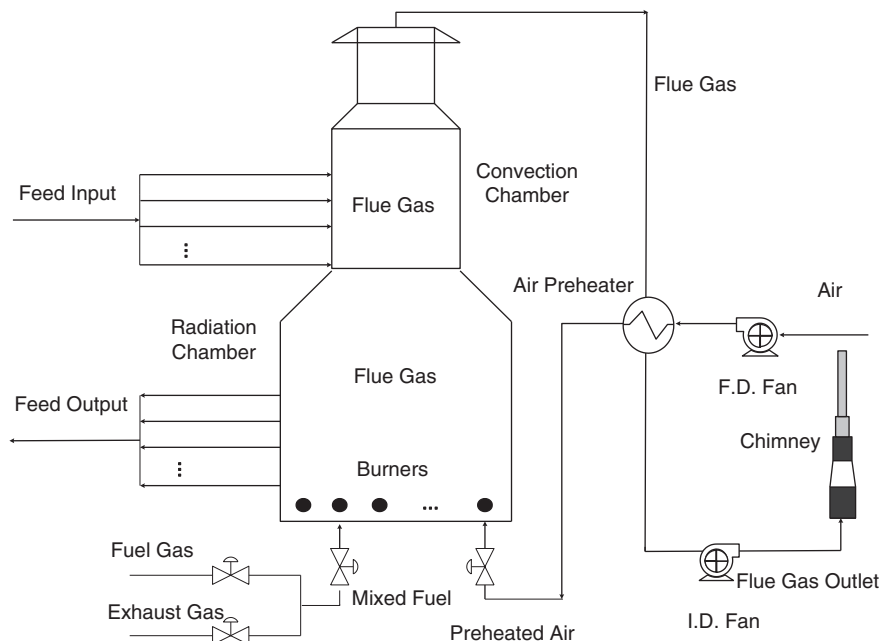 Flue Gas
Convection
Chamber
Feed Input
Flue Gas
Air Preheater
Air
Radiation
Chamber
Flue Gas
F.D. Fan
Feed Output
Chimney
Burners
...
...
...
Fuel Gas
Mixed Fuel
Flue Gas Outlet
Exhaust Gas
I.D. Fan
Preheated Air